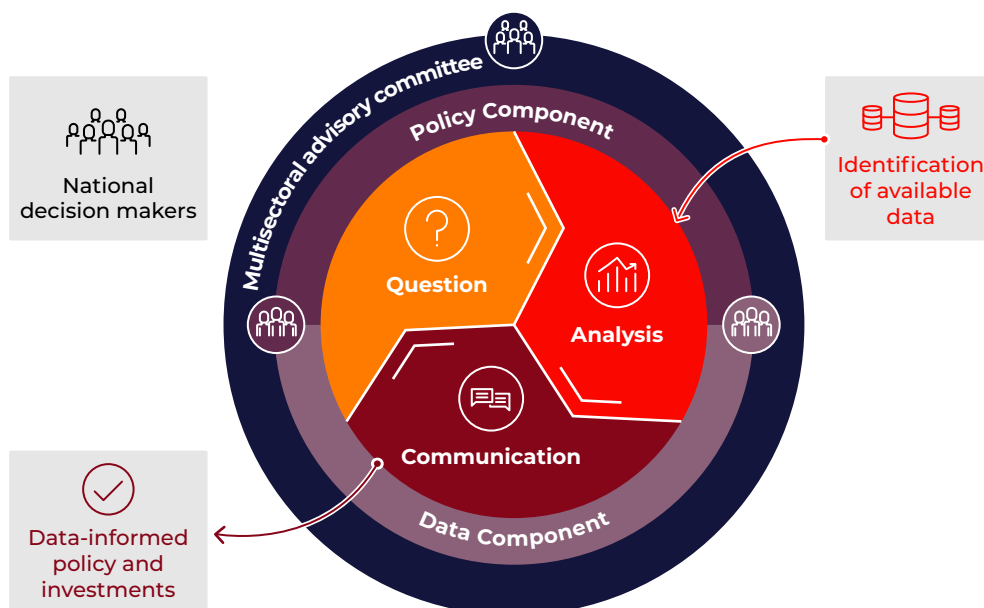 Multisectoral advisory committee
Policy Component
National
decision makers
Identification
of available
data
Question
Analysis
Communication
Data Component
Data-informed
policy and
investments